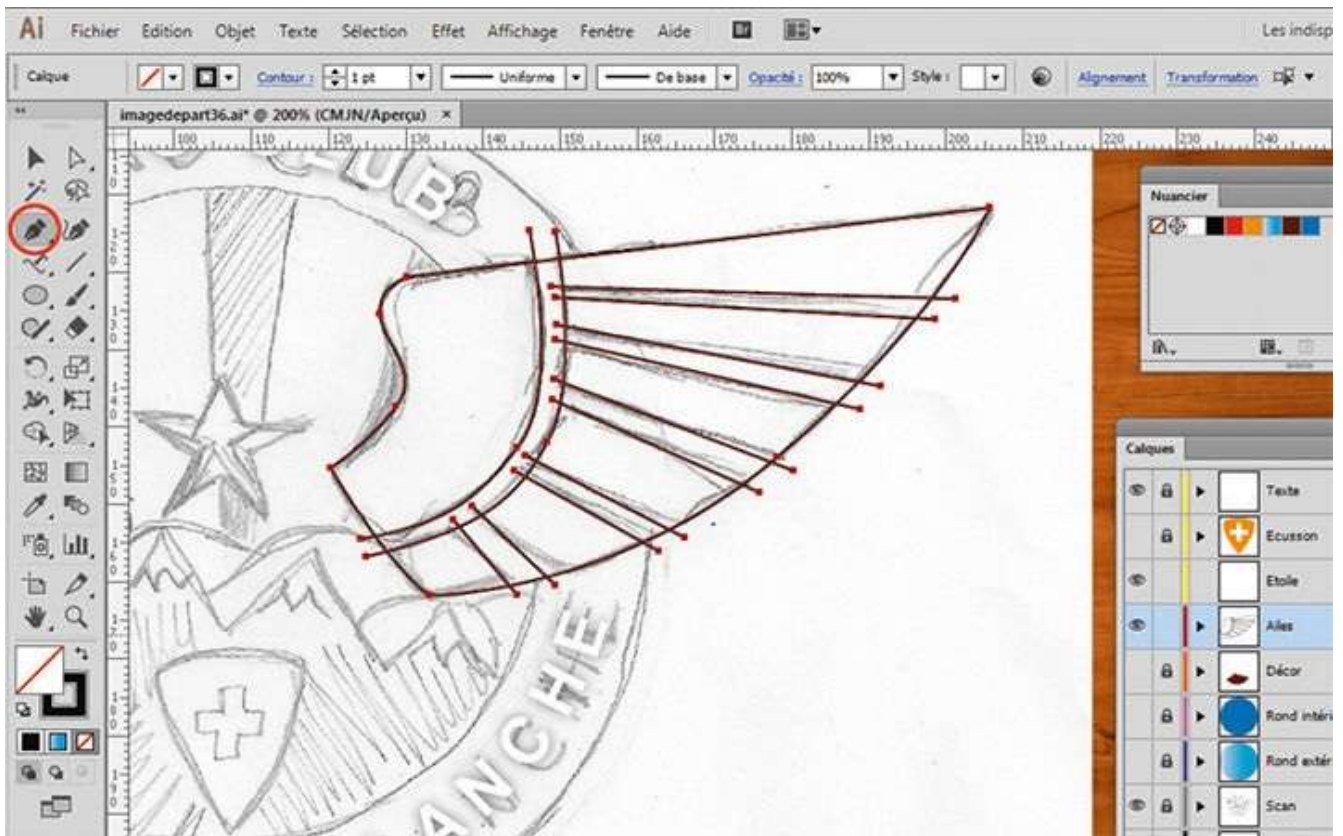 Ai Fichier Edition Objet Texte Sélection Effet Affichage Fenêtre Aide Br Les indisp
Calque Contour : 1 pt Uniforme De base Opacité : 100% Style : Alignement Transformation
imagedepart36.ai* @ 200% (CMJN/Aperçu) ×
100 110 120 130 140 150 160 170 180 190 200 210 220 230 240
UB
Nuancier
Calques
Texte
Ecusson
Etoile
Ailes
Décor
Rond intéri
Rond extér
Scan
ANCHE